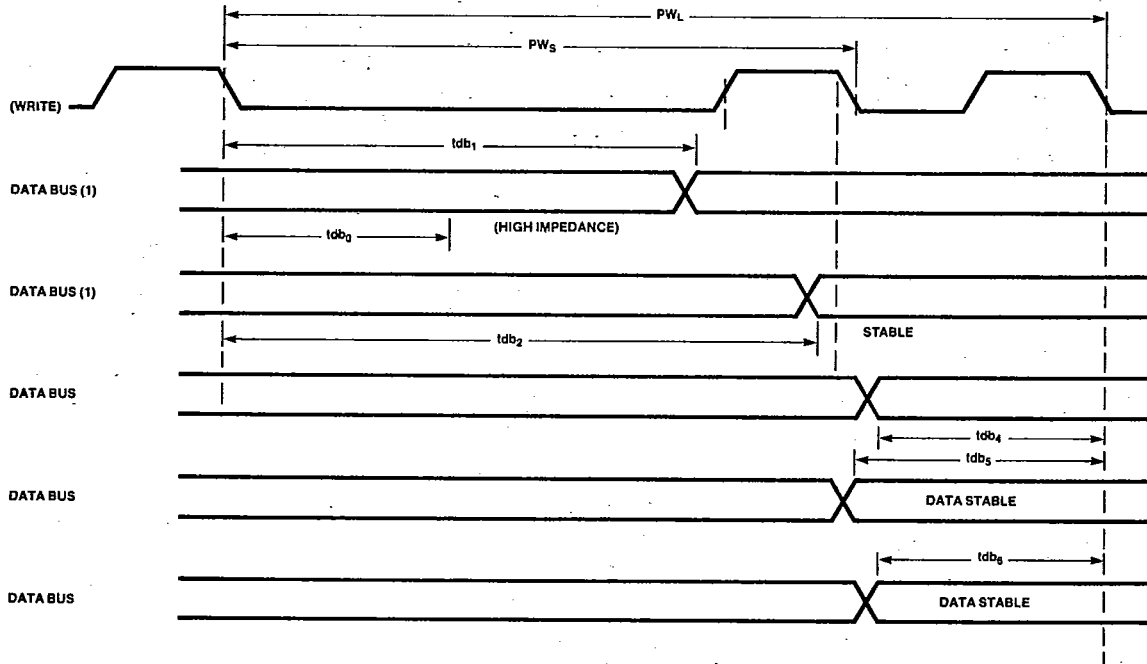 PWL
PWS
(WRITE)
tdb1
DATA BUS (1)
(HIGH IMPEDANCE)
tdb0
DATA BUS (1)
STABLE
tdb2
DATA BUS
tdb4
tdb5
DATA BUS
DATA STABLE
tdb6
DATA BUS
DATA STABLE